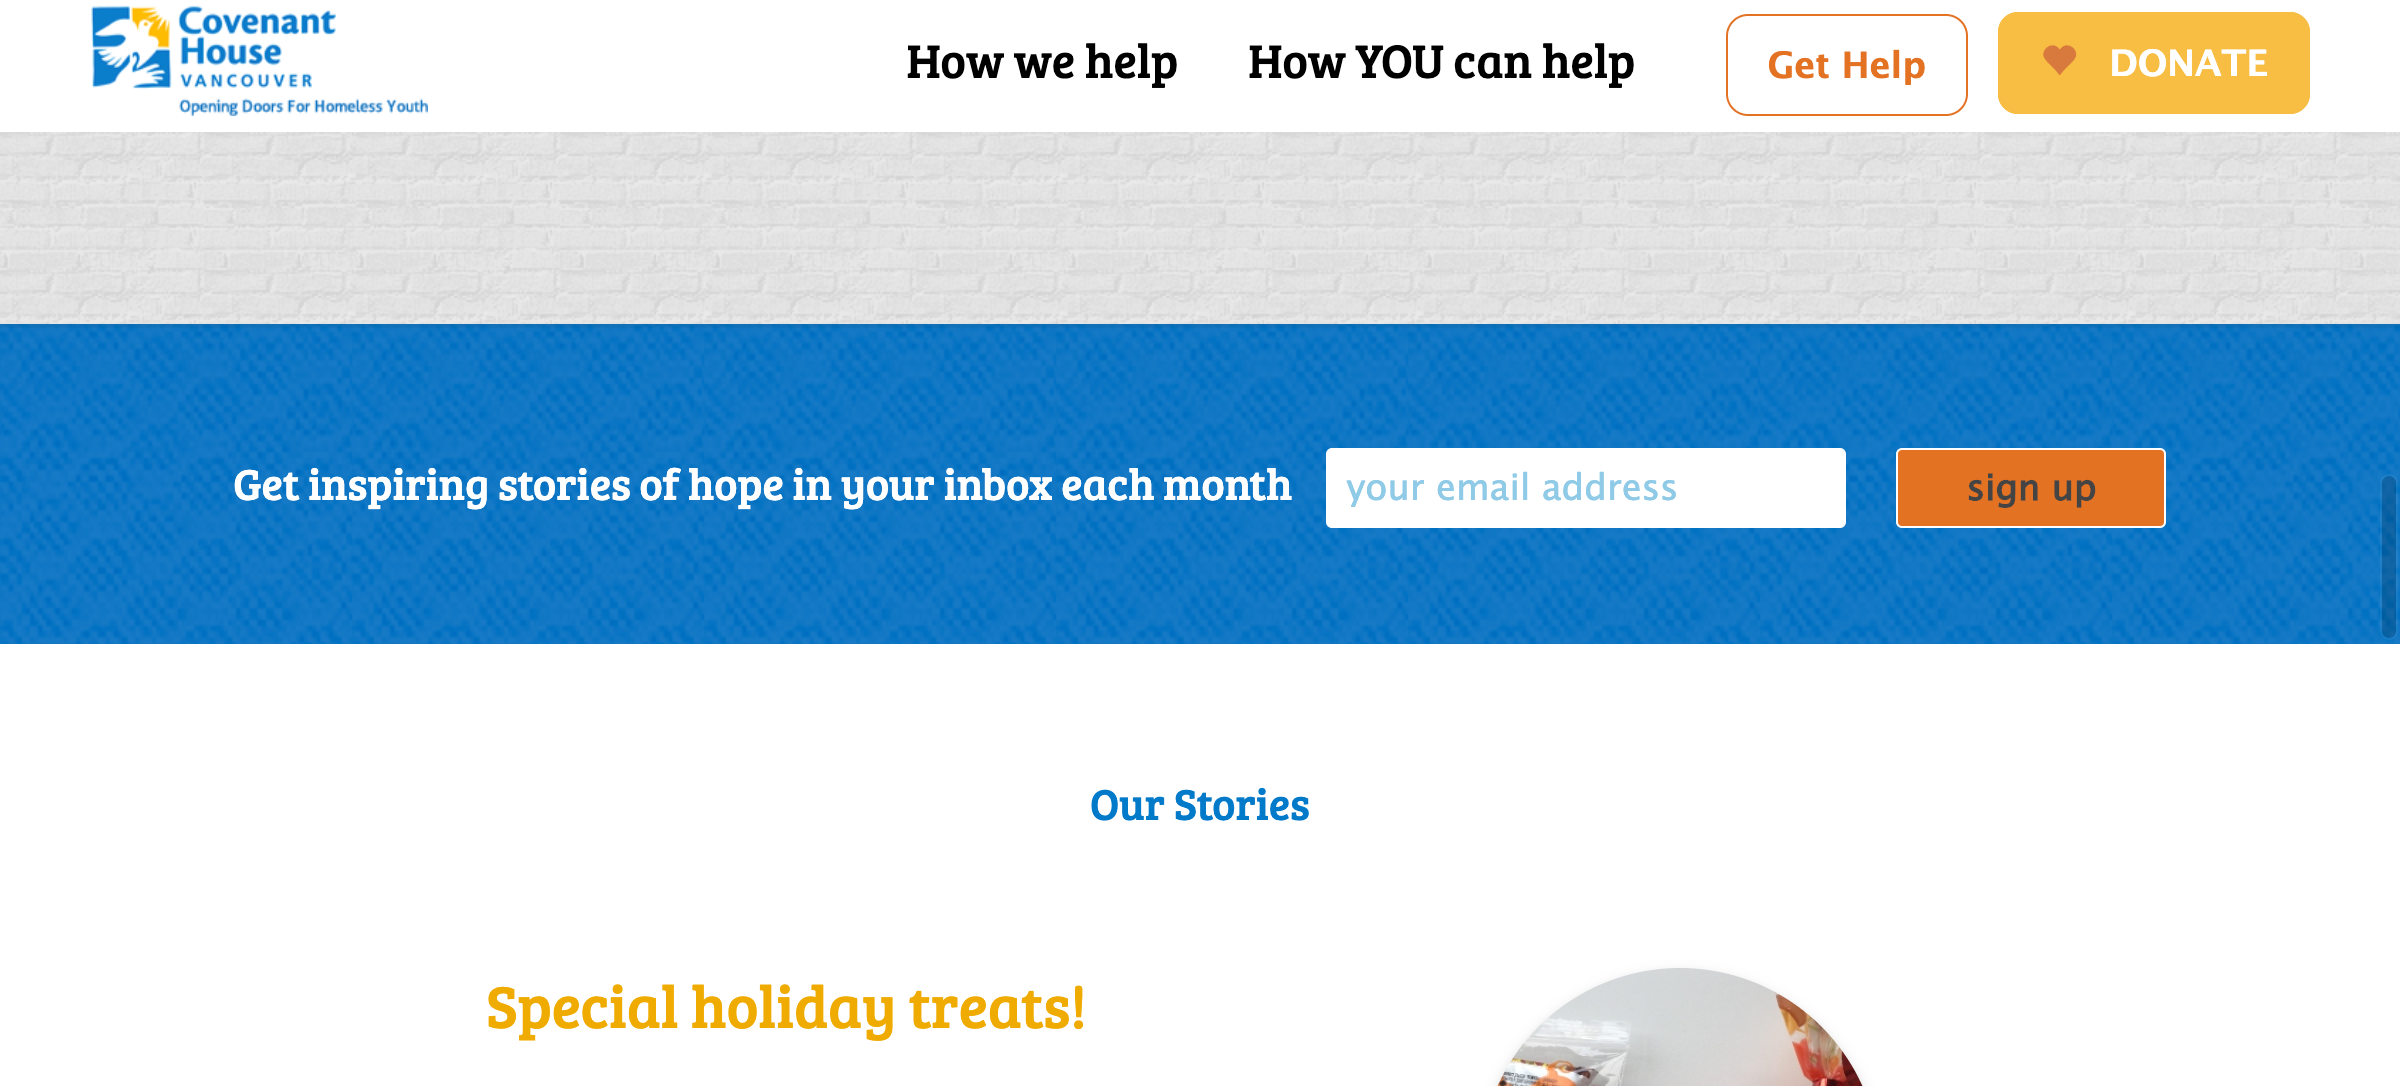 Covenant
House
VANCOUVER
Opening Doors For Homeless Youth
How we help
How YOU can help
Get Help
DONATE
Get inspiring stories of hope in your inbox each month
your email address
sign up
Our Stories
Special holiday treats!